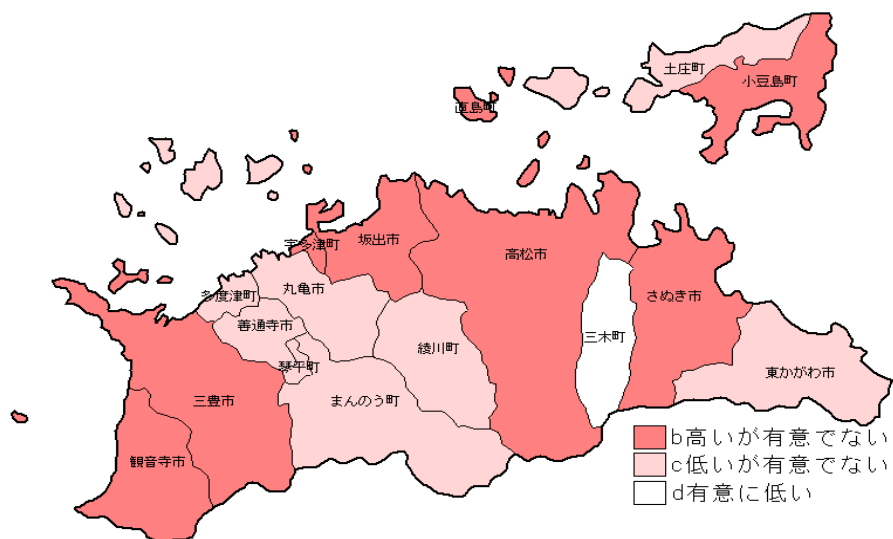 土庄町
小豆島町
直島町
宇多津町
坂出市
高松市
多度津町
丸亀市
さぬき市
善通寺市
三木町
綾川町
琴平町
東かがわ市
三豊市
まんのう町
観音寺市
b高いが有意でない
c低いが有意でない
d有意に低い